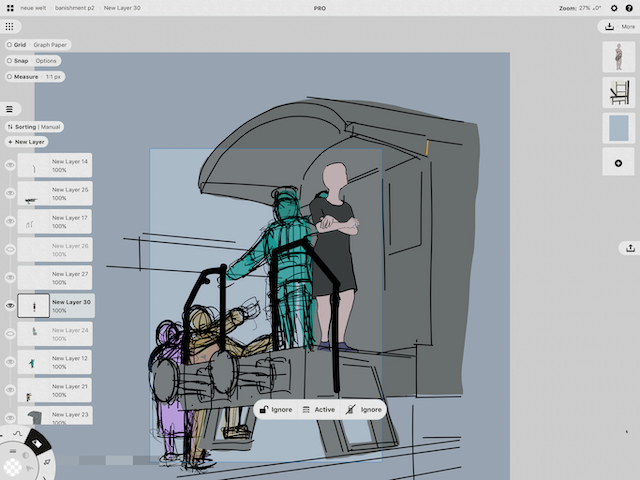 neue welt · banishment p2 · New Layer 30
PRO
Zoom: 27% ⦟0°
More
Grid · Graph Paper
Snap · Options
Measure · 1:1 px
Sorting | Manual
+ New Layer
New Layer 14
100%
New Layer 25
100%
New Layer 17
100%
New Layer 26
100%
New Layer 27
100%
New Layer 30
100%
New Layer 24
100%
New Layer 12
100%
New Layer 21
100%
New Layer 23
100%
Ignore
Active
Ignore